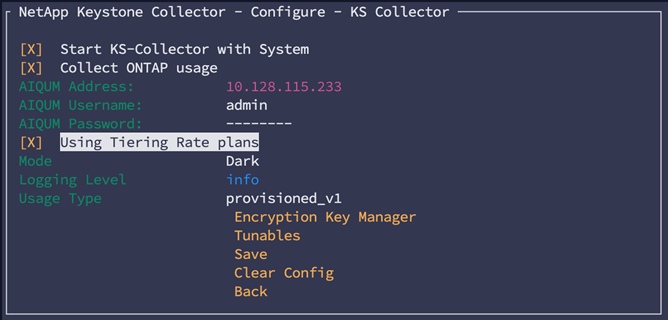 NetApp Keystone Collector - Configure - KS Collector
[X] Start KS-Collector with System
[X] Collect ONTAP usage
AIQUM Address: 10.128.115.233
AIQUM Username: admin
AIQUM Password: --------
[X] Using Tiering Rate plans
Mode Dark
Logging Level info
Usage Type provisioned_v1
Encryption Key Manager
Tunables
Save
Clear Config
Back